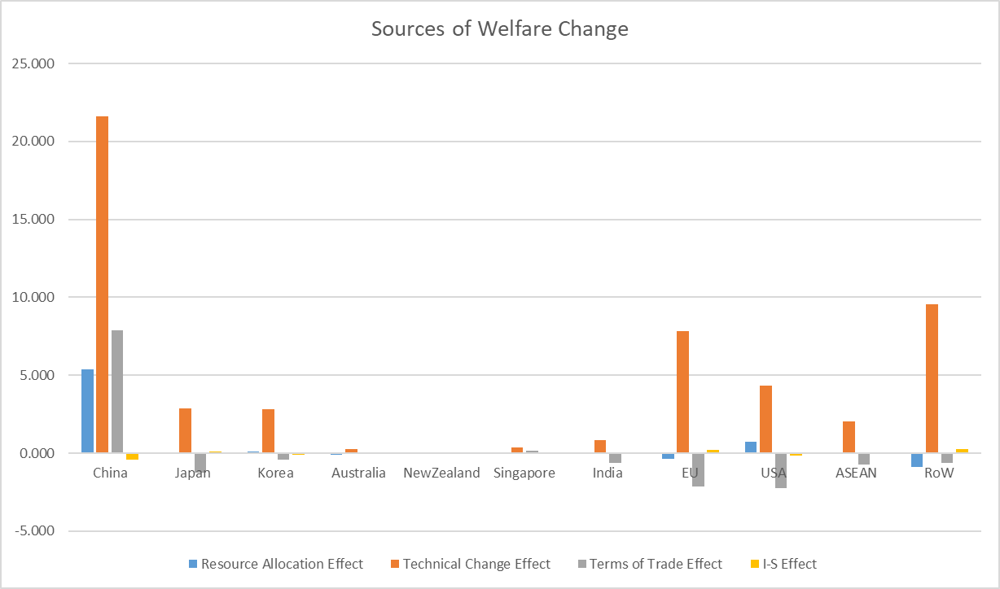 Sources of Welfare Change
25.000
20.000
15.000
10.000
5.000
0.000
-5.000
China Japan Korea Australia NewZealand Singapore India EU USA ASEAN RoW
Resource Allocation Effect Technical Change Effect Terms of Trade Effect I-S Effect